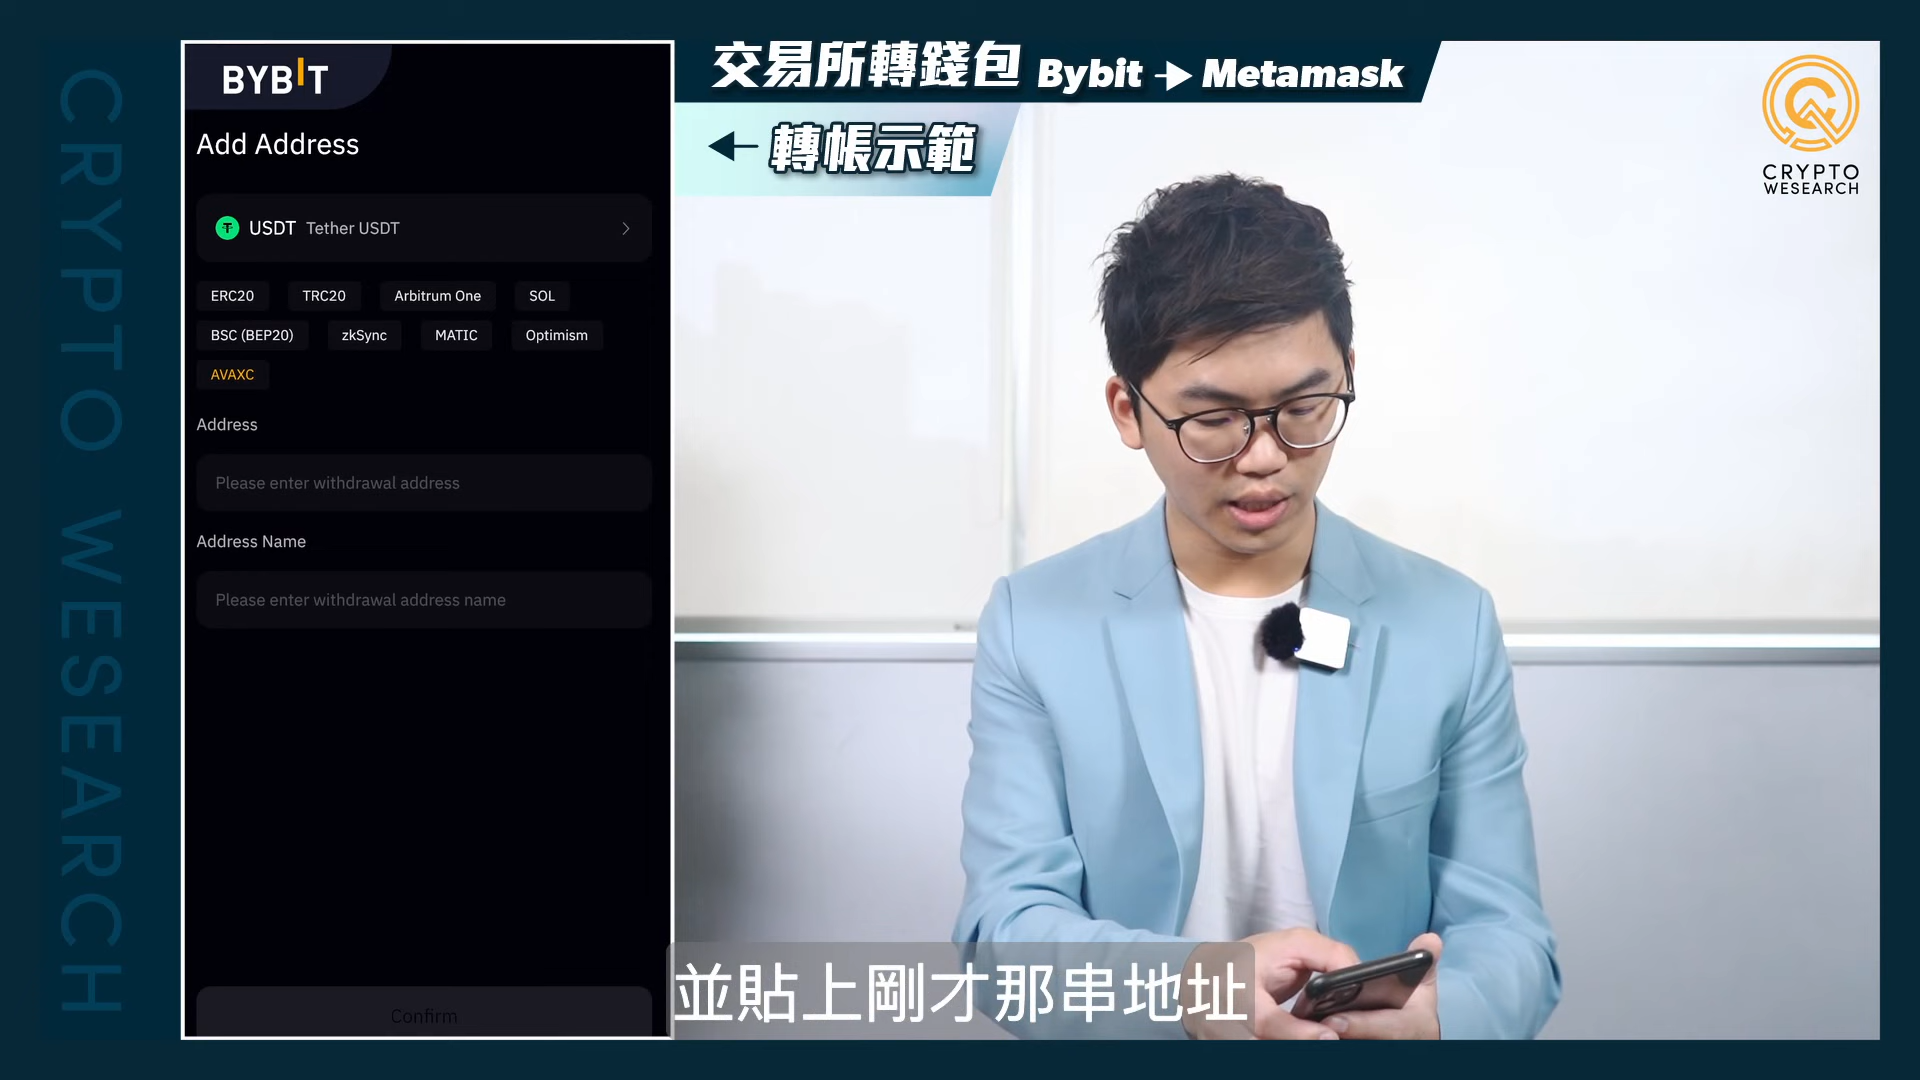 CRYPTO WESEARCH
BYBIT
Add Address
USDT Tether USDT
ERC20 TRC20 Arbitrum One SOL
BSC (BEP20) zkSync MATIC Optimism
AVAXC
Address
Please enter withdrawal address
Address Name
Please enter withdrawal address name
Confirm
交易所轉錢包 Bybit → Metamask
← 轉帳示範
CRYPTO
WESEARCH
並貼上剛才那串地址